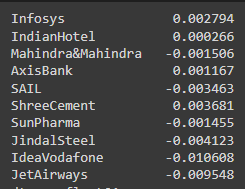 Infosys 0.002794
IndianHotel 0.000266
Mahindra&Mahindra -0.001506
AxisBank 0.001167
SAIL -0.003463
ShreeCement 0.003681
SunPharma -0.001455
JindalSteel -0.004123
IdeaVodafone -0.010608
JetAirways -0.009548